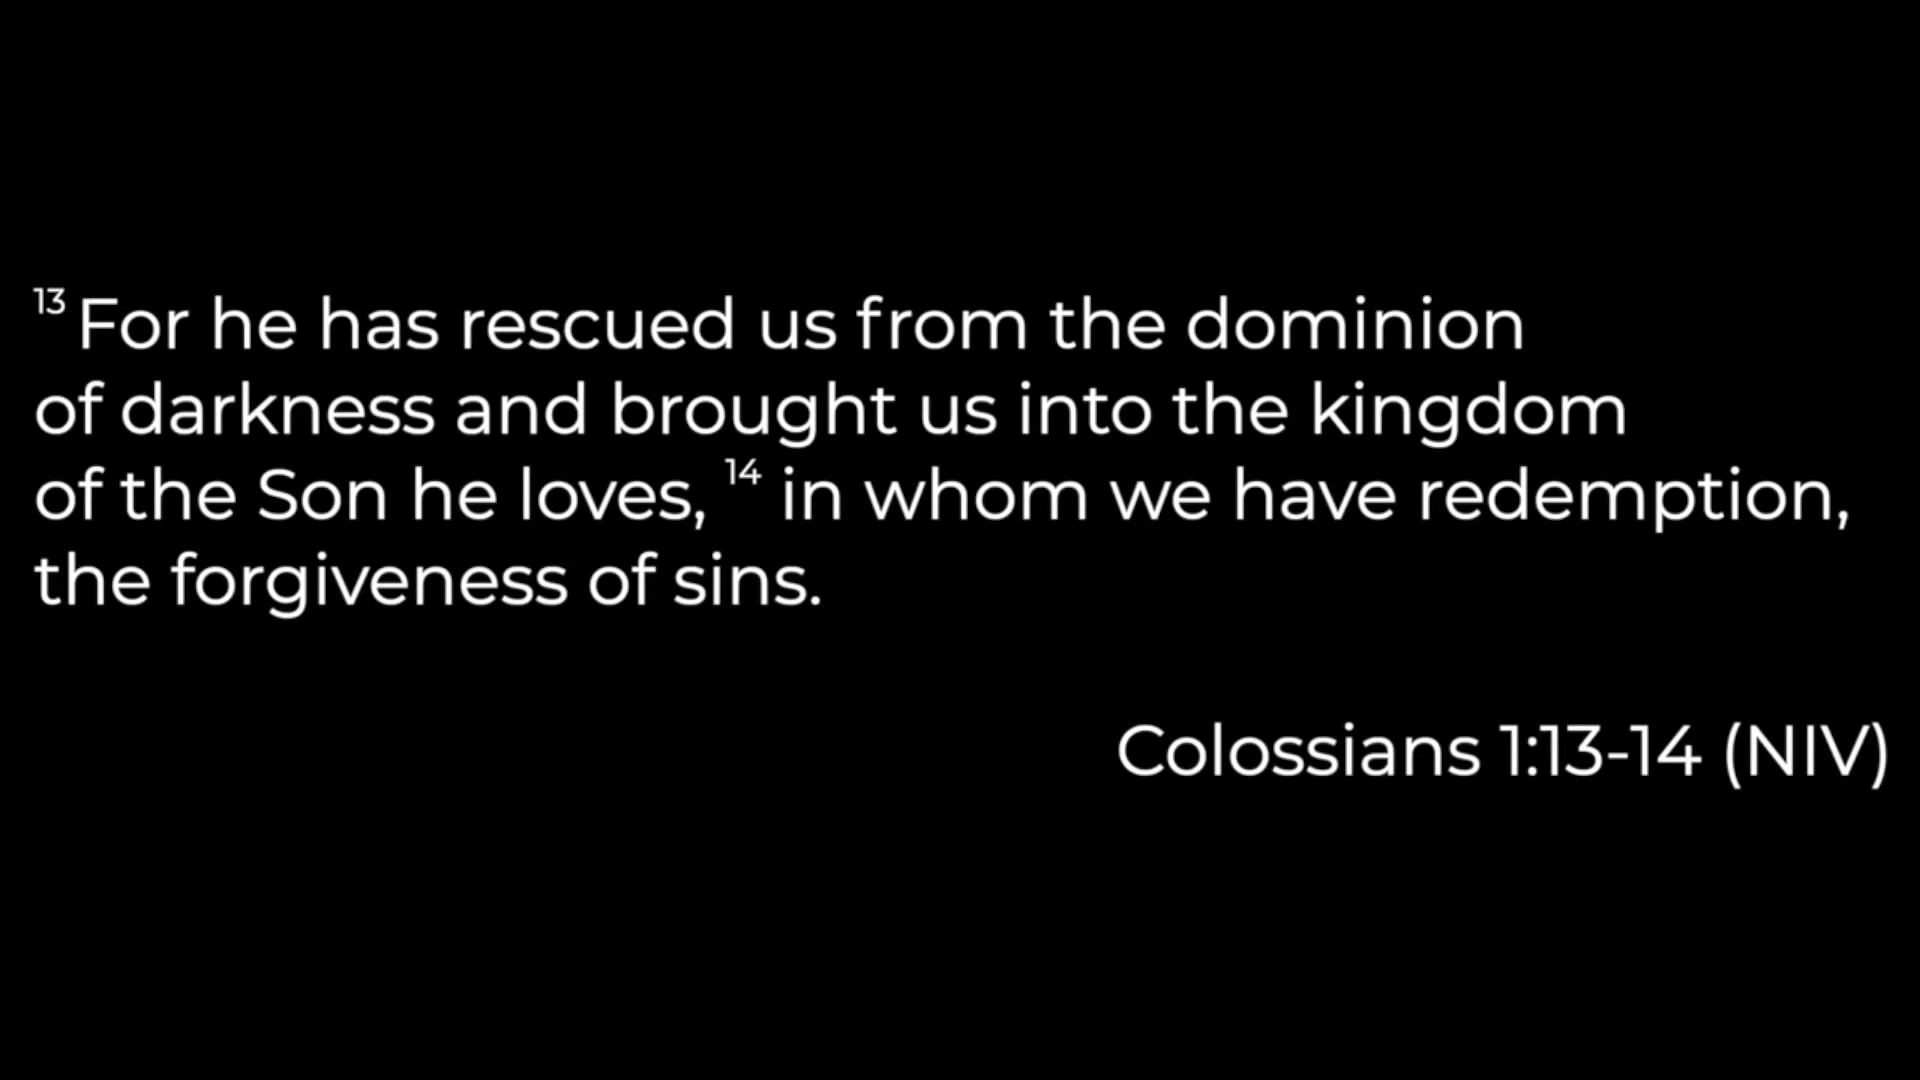 13 For he has rescued us from the dominion
of darkness and brought us into the kingdom
of the Son he loves, 14 in whom we have redemption,
the forgiveness of sins.
Colossians 1:13-14 (NIV)